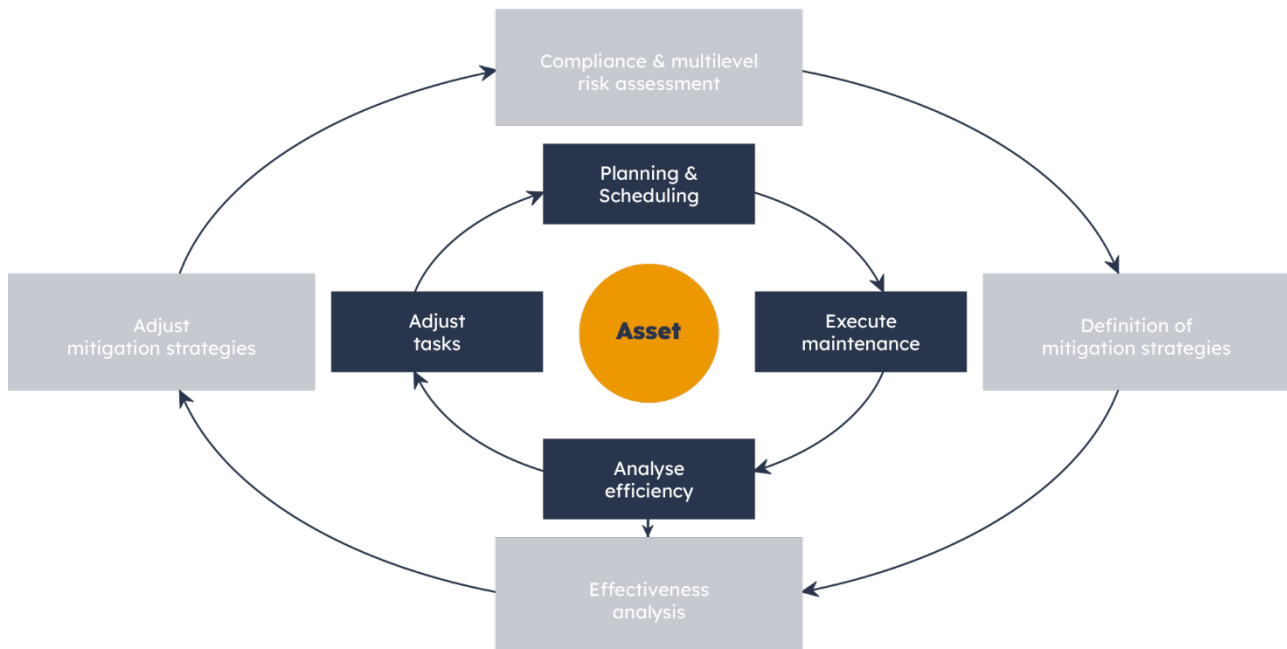 Compliance & multilevel
risk assessment
Planning &
Scheduling
Adjust
mitigation strategies
Adjust
tasks
Asset
Execute
maintenance
Definition of
mitigation strategies
Analyse
efficiency
Effectiveness
analysis